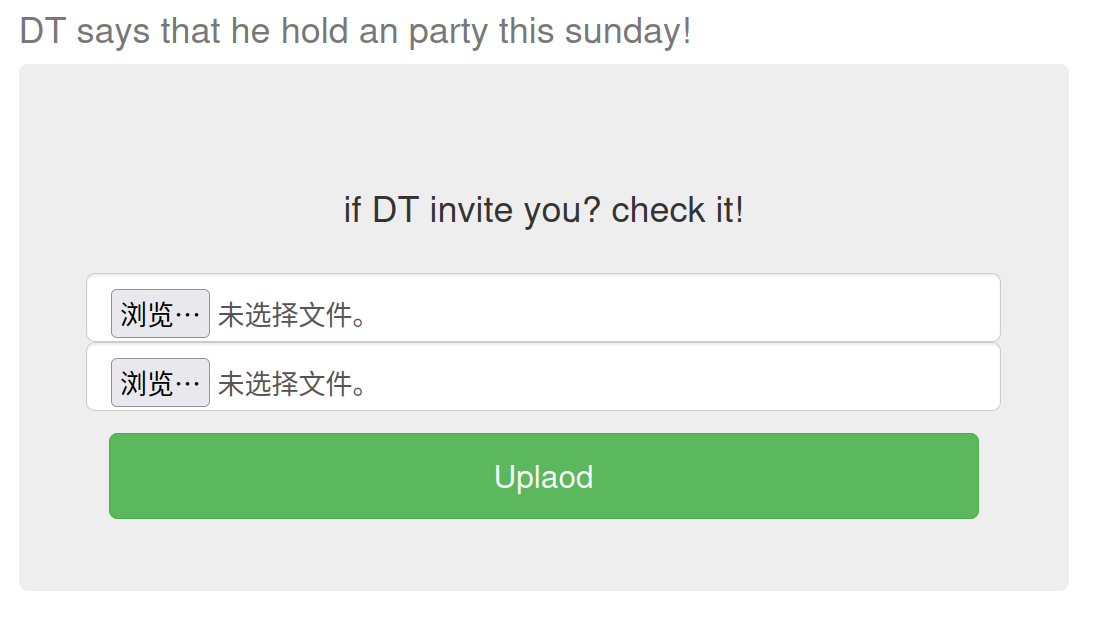 DT says that he hold an party this sunday!
if DT invite you? check it!
浏览… 未选择文件。
浏览… 未选择文件。
Uplaod